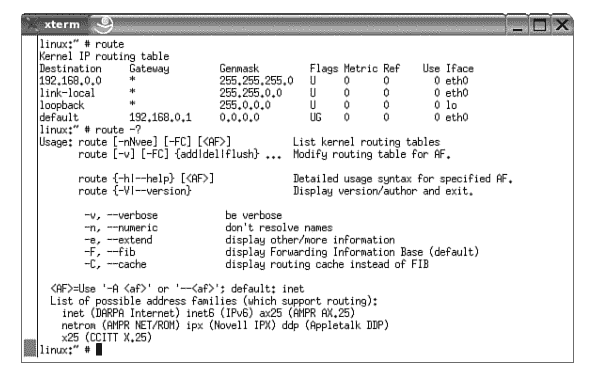 xterm
linux:~ # route
Kernel IP routing table
Destination Gateway Genmask Flags Metric Ref Use Iface
192.168.0.0 * 255.255.255.0 U 0 0 0 eth0
link-local * 255.255.0.0 U 0 0 0 eth0
loopback * 255.0.0.0 U 0 0 0 lo
default 192.168.0.1 0.0.0.0 UG 0 0 0 eth0
linux:~ # route -?
Usage: route [-nNvee] [-FC] [<AF>] List kernel routing tables
route [-v] [-FC] {add|del|flush} ... Modify routing table for AF.
route {-h|--help} [<AF>] Detailed usage syntax for specified AF.
route {-V|--version} Display version/author and exit.
-v, --verbose be verbose
-n, --numeric don't resolve names
-e, --extend display other/more information
-F, --fib display Forwarding Information Base (default)
-C, --cache display routing cache instead of FIB
<AF>=Use '-A <af>' or '--<af>'; default: inet
List of possible address families (which support routing):
inet (DARPA Internet) inet6 (IPv6) ax25 (AMPR AX.25)
netrom (AMPR NET/ROM) ipx (Novell IPX) ddp (Appletalk DDP)
x25 (CCITT X.25)
linux:~ #